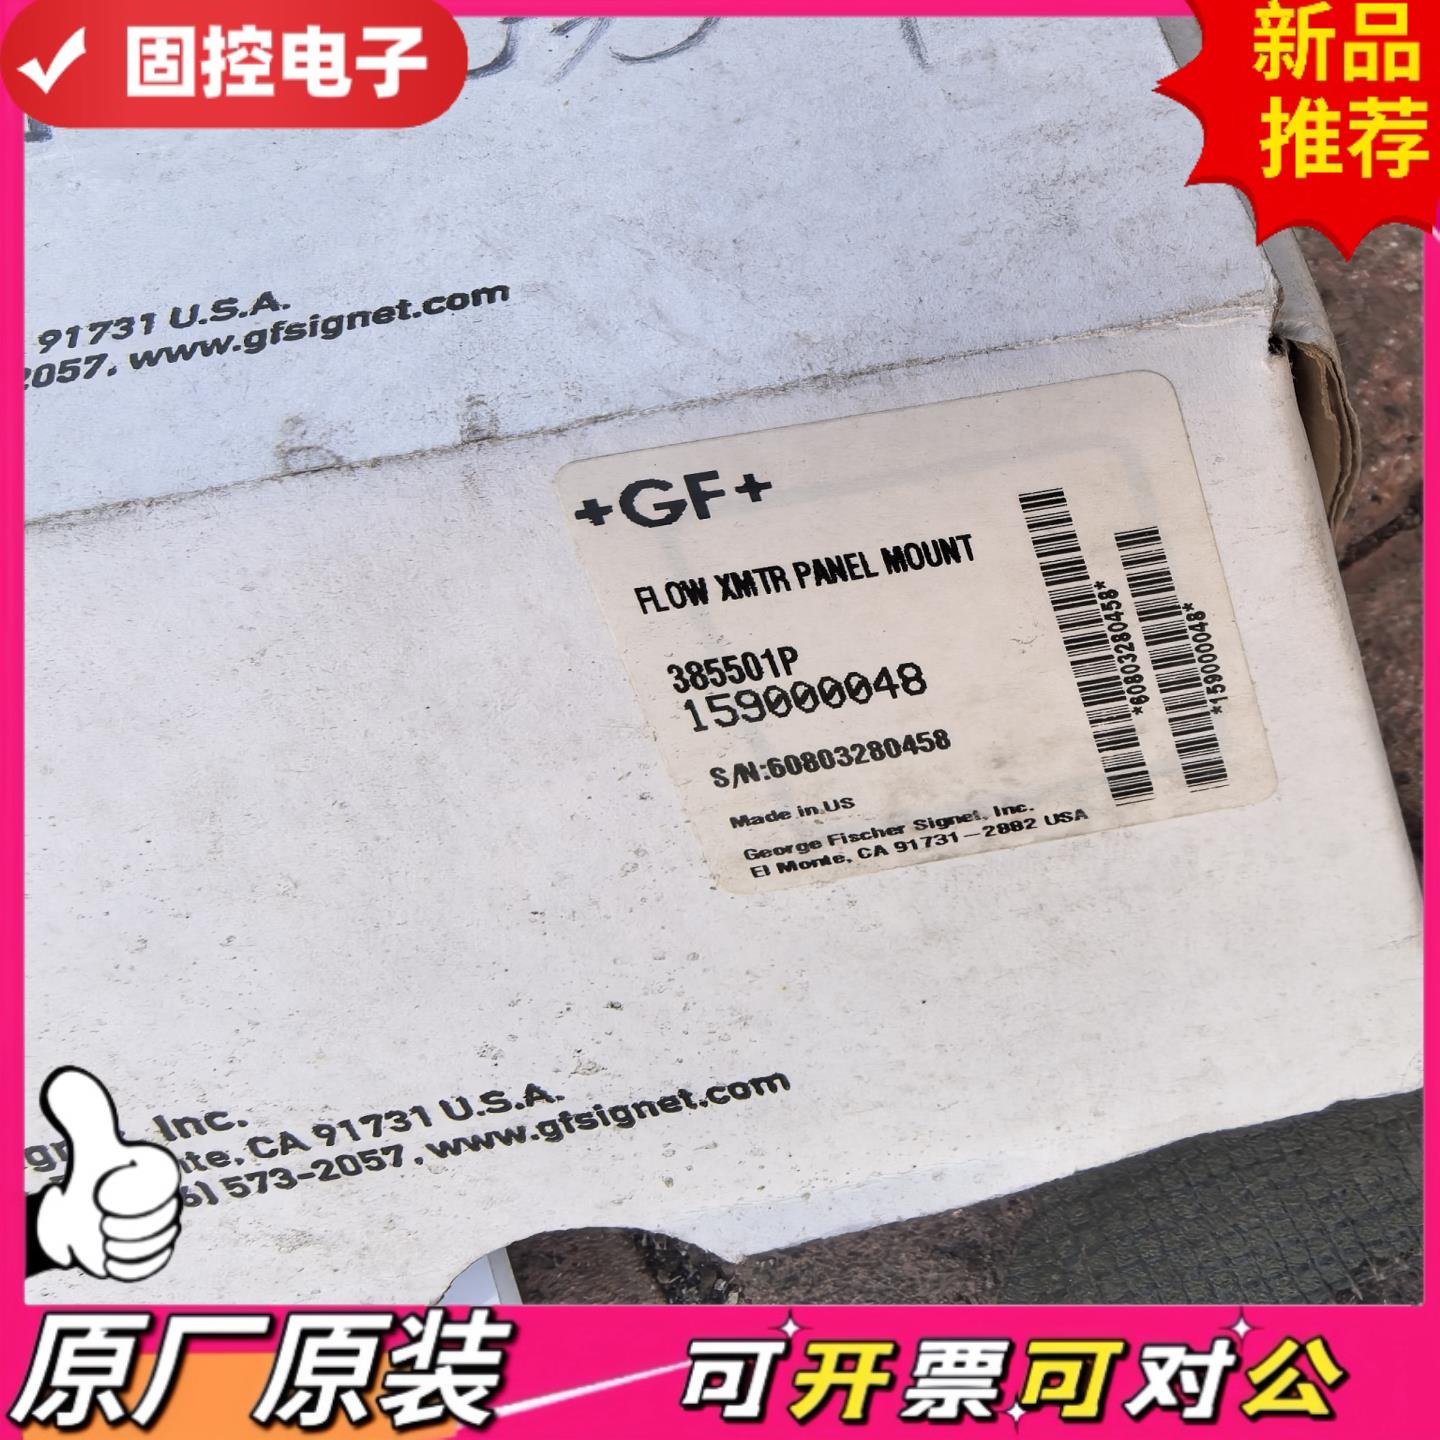 固控电子
新品
推荐
91731 U.S.A.
2057, www.gfsignet.com
+GF+
FLOW XMTR PANEL MOUNT
385501P
159000048
S/N:60803280458
Made in US
George Fischer Signet, Inc.
El Monte, CA 91731-2882 USA
*60803280458*
*159000048*
Inc.
CA 91731 U.S.A.
573-2057, www.gfsignet.com
原厂原装
可开票可对公